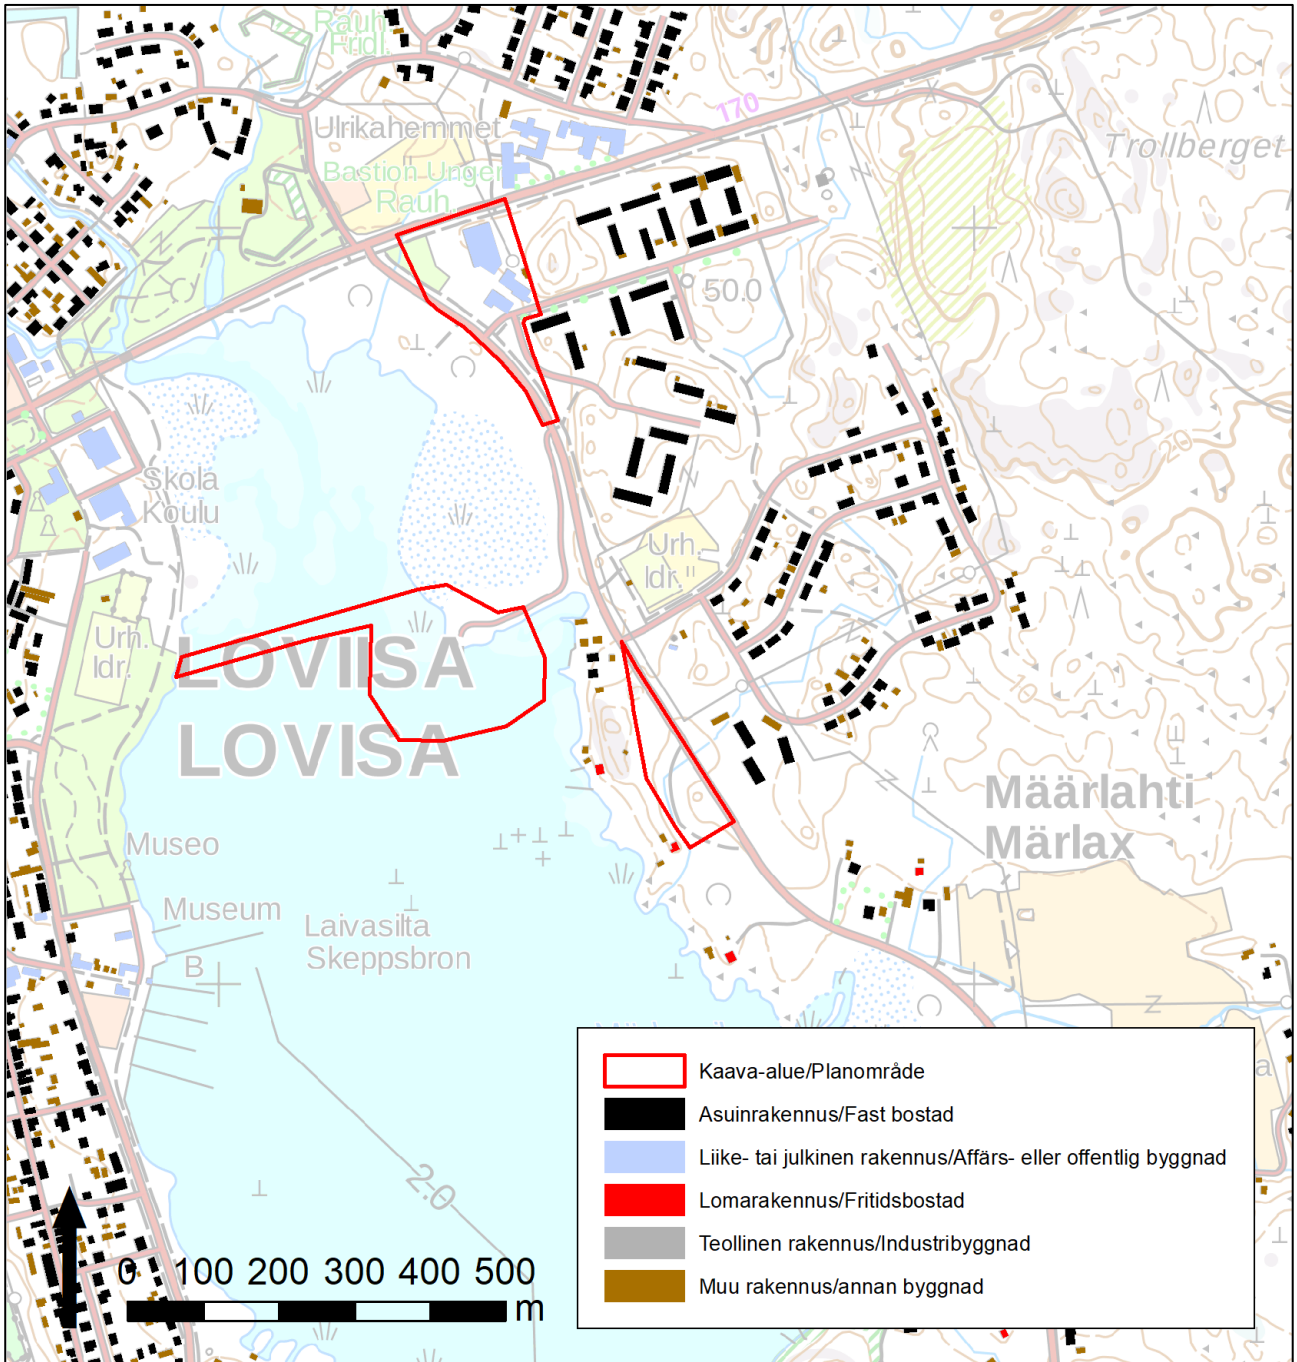 Rauh.
Fridl.
170
Ulrikahemmet
Trollberget
Bastion Unger
Rauh.
50.0
Skola
Koulu
20
Urh.
Idr.
Urh.
Idr.
LOVIISA
LOVISA
10
Määrlahti
Märlax
Museo
Museum
Laivasilta
Skeppsbron
B
2.0
Kaava-alue/Planområde
Asuinrakennus/Fast bostad
Liike- tai julkinen rakennus/Affärs- eller offentlig byggnad
Lomarakennus/Fritidsbostad
Teollinen rakennus/Industribyggnad
Muu rakennus/annan byggnad
0 100 200 300 400 500
m